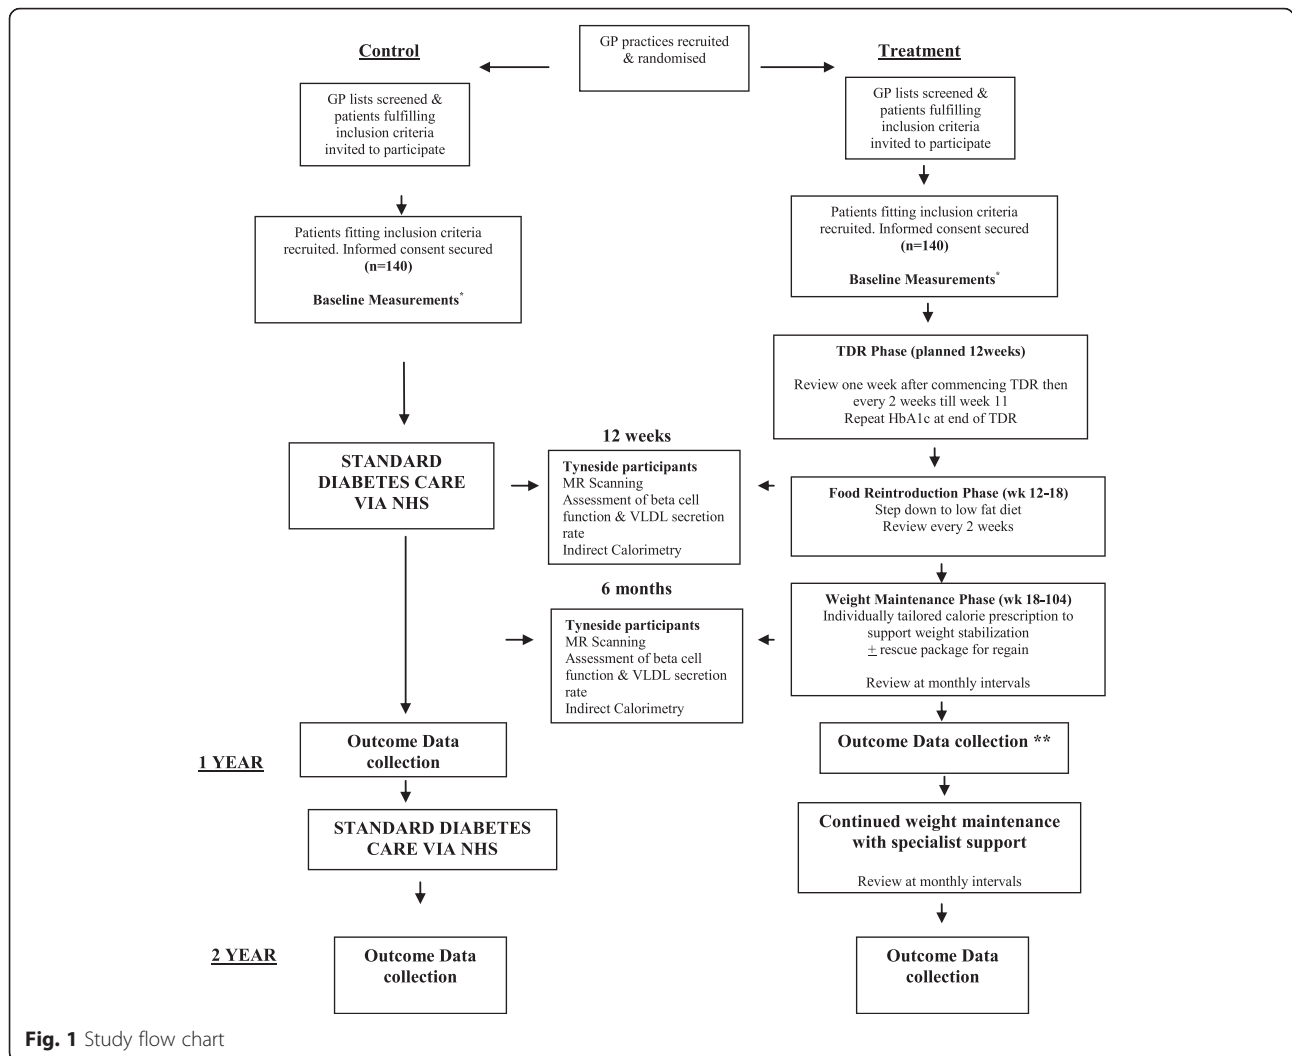 GP practices recruited
& randomised
Control
GP lists screened &
patients fulfilling
inclusion criteria
invited to participate
Patients fitting inclusion criteria
recruited. Informed consent secured
(n=140)
Baseline Measurements*
STANDARD
DIABETES CARE
VIA NHS
Treatment
GP lists screened &
patients fulfilling
inclusion criteria
invited to participate
Patients fitting inclusion criteria
recruited. Informed consent secured
(n=140)
Baseline Measurements*
TDR Phase (planned 12weeks)
Review one week after commencing TDR then
every 2 weeks till week 11
Repeat HbA1c at end of TDR
12 weeks
Tyneside participants
MR Scanning
Assessment of beta cell
function & VLDL secretion
rate
Indirect Calorimetry
Food Reintroduction Phase (wk 12-18)
Step down to low fat diet
Review every 2 weeks
6 months
Tyneside participants
MR Scanning
Assessment of beta cell
function & VLDL secretion
rate
Indirect Calorimetry
Weight Maintenance Phase (wk 18-104)
Individually tailored calorie prescription to
support weight stabilization
± rescue package for regain
Review at monthly intervals
1 YEAR
Outcome Data
collection
Outcome Data collection **
STANDARD DIABETES
CARE VIA NHS
Continued weight maintenance
with specialist support
Review at monthly intervals
2 YEAR
Outcome Data
collection
Outcome Data
collection
Fig. 1 Study flow chart